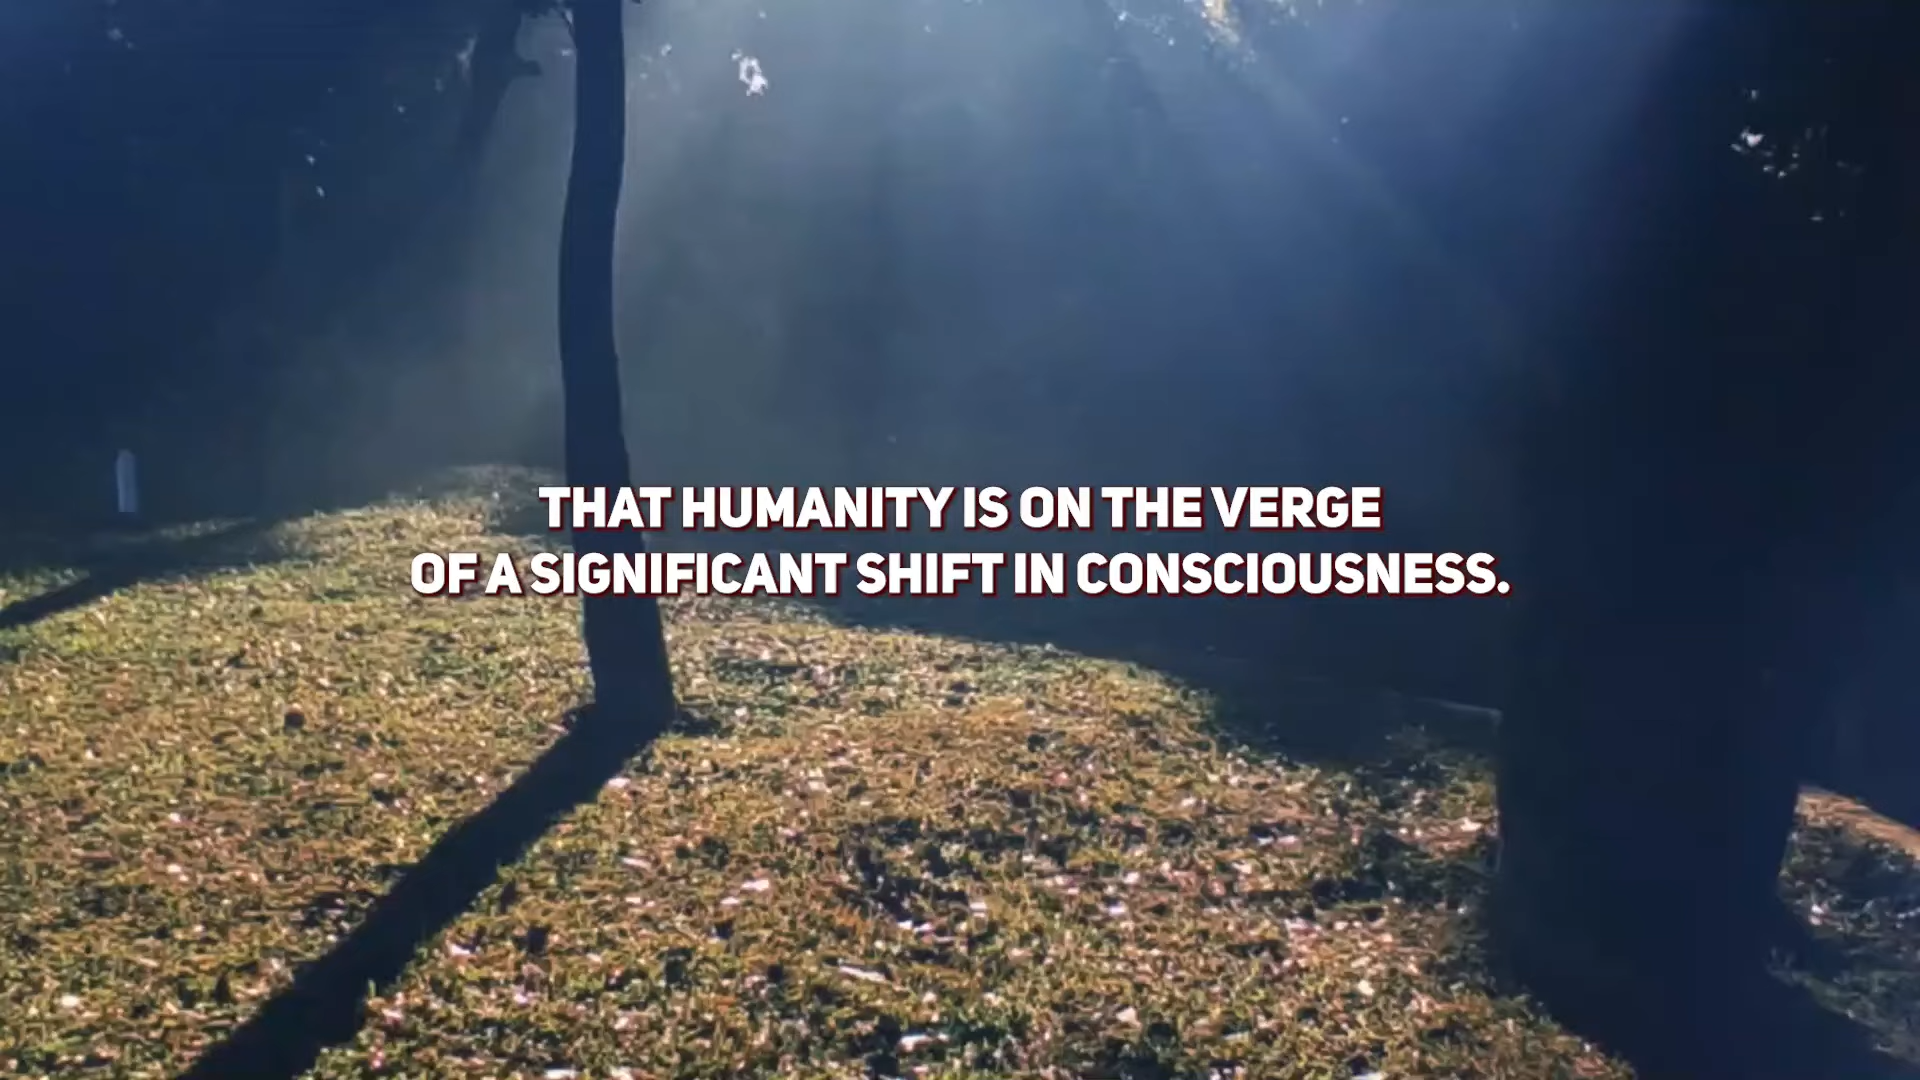 THAT HUMANITY IS ON THE VERGE
OF A SIGNIFICANT SHIFT IN CONSCIOUSNESS.